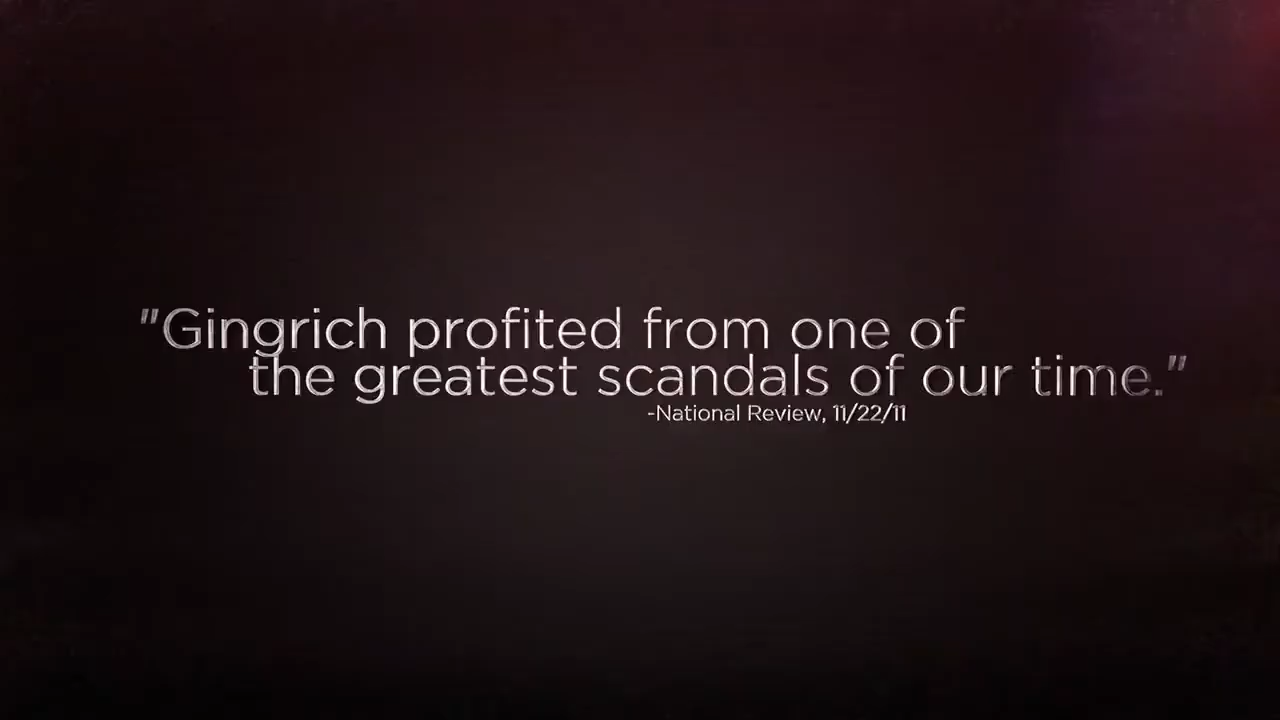 "Gingrich profited from one of
the greatest scandals of our time."
-National Review, 11/22/11